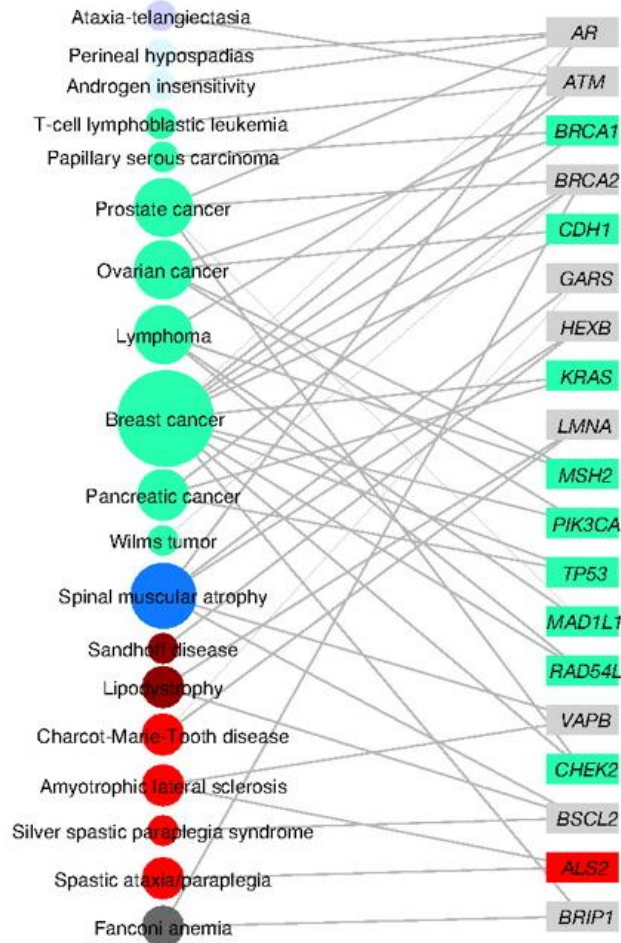 Ataxia-telangiectasia
Perineal hypospadias
Androgen insensitivity
T-cell lymphoblastic leukemia
Papillary serous carcinoma
Prostate cancer
Ovarian cancer
Lymphoma
Breast cancer
Pancreatic cancer
Wilms tumor
Spinal muscular atrophy
Sandhoff disease
Lipodystrophy
Charcot-Marie-Tooth disease
Amyotrophic lateral sclerosis
Silver spastic paraplegia syndrome
Spastic ataxia/paraplegia
Fanconi anemia
AR
ATM
BRCA1
BRCA2
CDH1
GARS
HEXB
KRAS
LMNA
MSH2
PIK3CA
TP53
MAD1L1
RAD54L
VAPB
CHEK2
BSCL2
ALS2
BRIP1